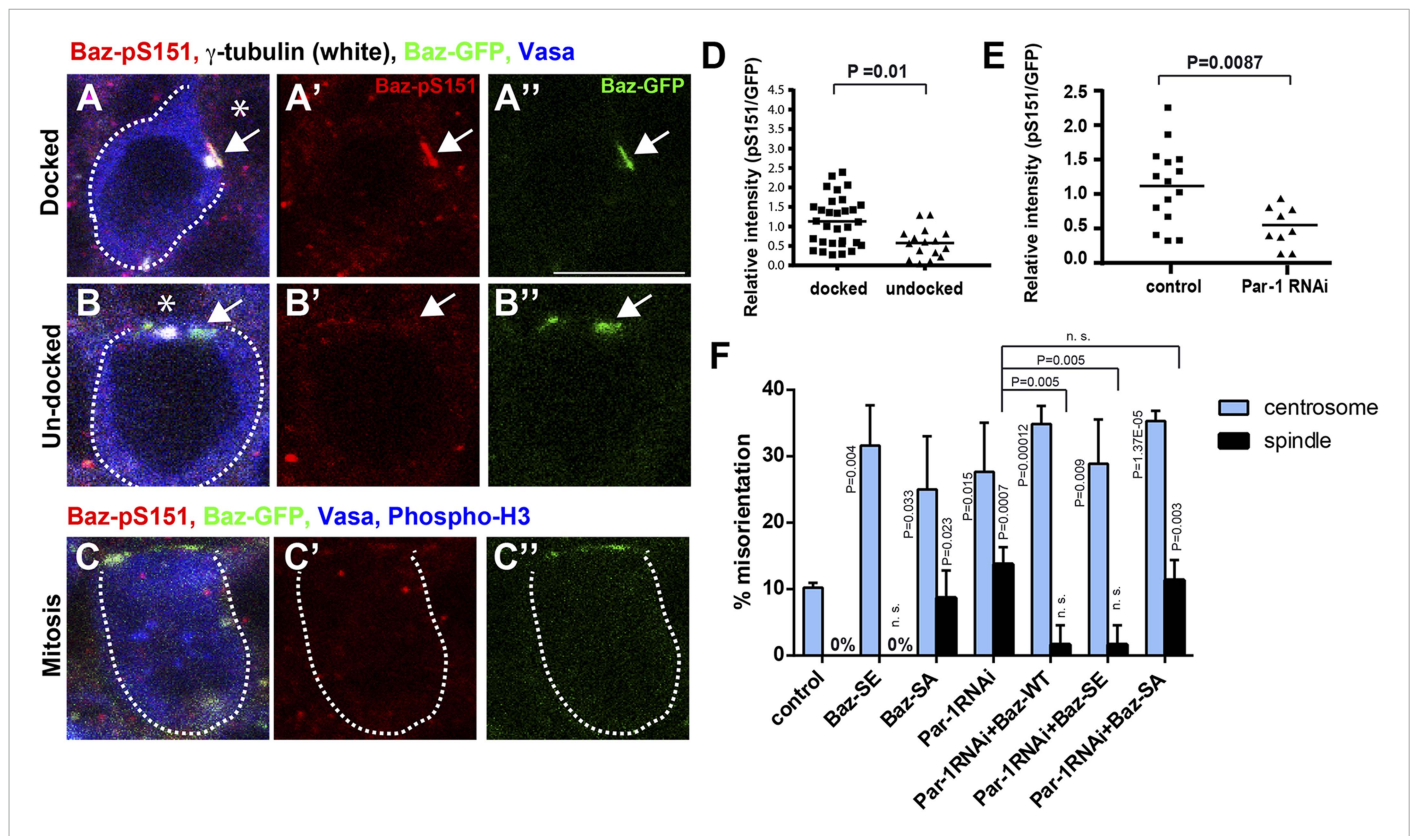 Baz-pS151, γ-tubulin (white), Baz-GFP, Vasa
A
*
A’
Baz-pS151
A’’
Baz-GFP
Docked
B
*
B’
B’’
Un-docked
Baz-pS151, Baz-GFP, Vasa, Phospho-H3
C
C’
C’’
Mitosis
D
P =0.01
Relative intensity (pS151/GFP)
4.5
4.0
3.5
3.0
2.5
2.0
1.5
1.0
0.5
0.0
docked
undocked
E
P=0.0087
Relative intensity (pS151/GFP)
2.5
2.0
1.5
1.0
0.5
0.0
control
Par-1 RNAi
F
n. s.
P=0.005
P=0.005
% misorientation
40
30
20
10
0
centrosome
spindle
0%
P=0.004
n. s.
0%
P=0.033
P=0.023
P=0.015
P=0.0007
P=0.00012
n. s.
P=0.009
n. s.
P=1.37E-05
P=0.003
control
Baz-SE
Baz-SA
Par-1RNAi
Par-1RNAi+Baz-WT
Par-1RNAi+Baz-SE
Par-1RNAi+Baz-SA